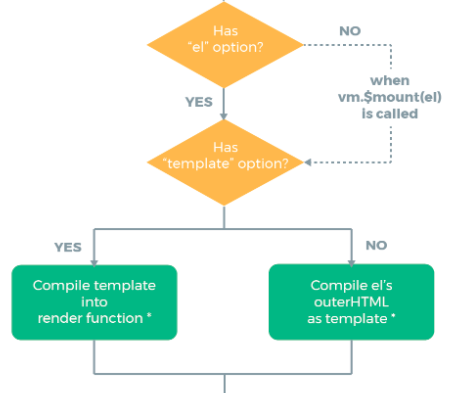 Has
"el" option?
NO
when
vm.$mount(el)
is called
YES
Has
"template" option?
YES
NO
Compile template
into
render function *
Compile el's
outerHTML
as template *